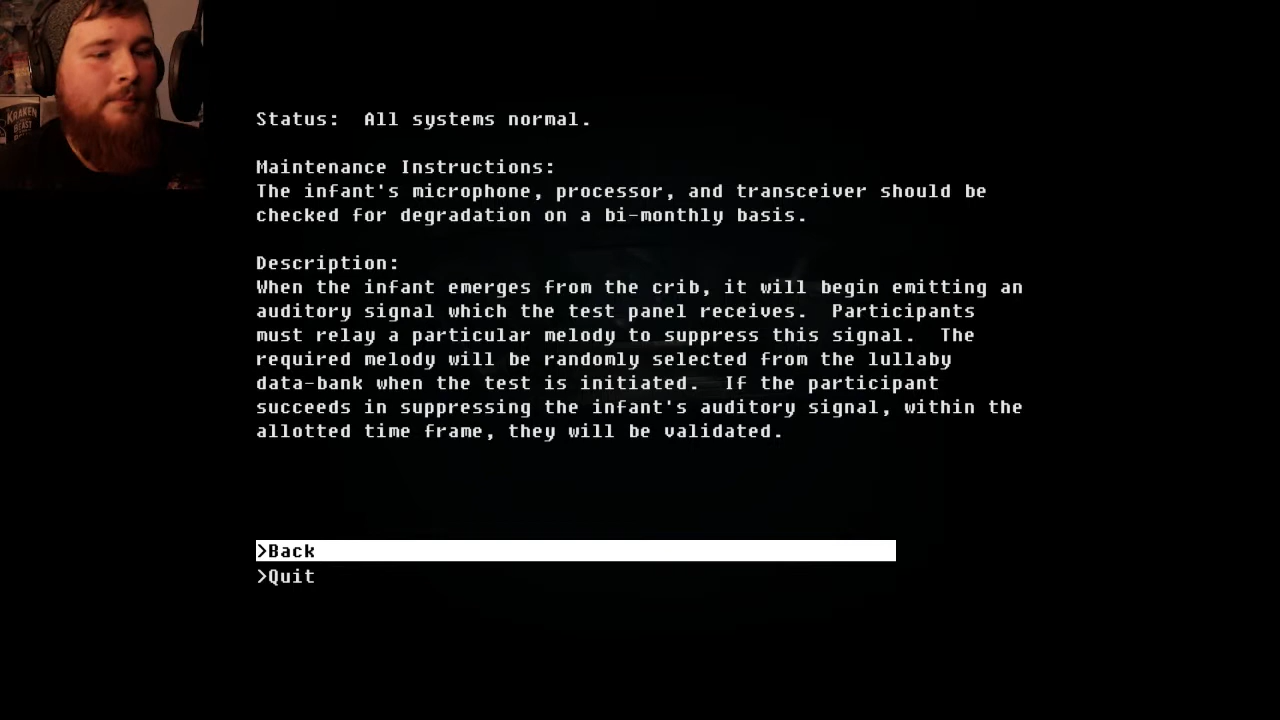 KRAKEN
Status:  All systems normal.
Maintenance Instructions:
The infant's microphone, processor, and transceiver should be
checked for degradation on a bi-monthly basis.
Description:
When the infant emerges from the crib, it will begin emitting an
auditory signal which the test panel receives.  Participants
must relay a particular melody to suppress this signal.  The
required melody will be randomly selected from the lullaby
data-bank when the test is initiated.  If the participant
succeeds in suppressing the infant's auditory signal, within the
allotted time frame, they will be validated.
>Back
>Quit